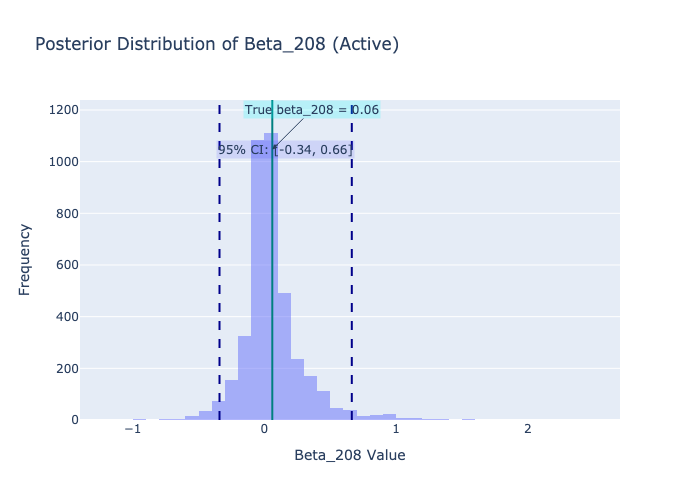 Posterior Distribution of Beta_208 (Active)
1200
True beta_208 = 0.06
95% CI: [-0.34, 0.66]
1000
800
600
400
200
0
Frequency
−1
0
1
2
Beta_208 Value